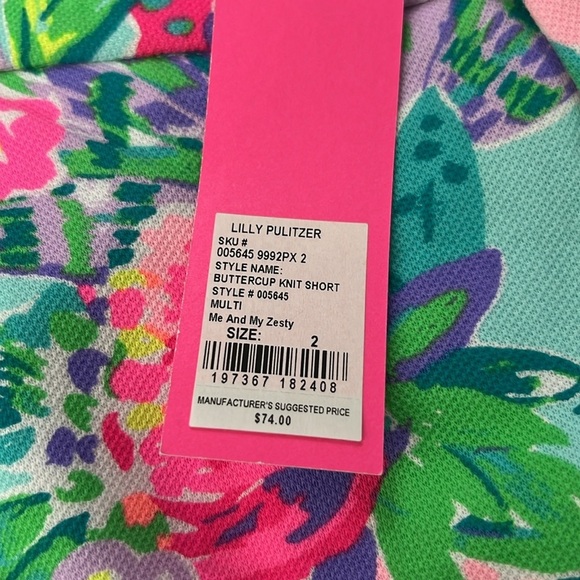 LILLY PULITZER
SKU #
005645 9992PX 2
STYLE NAME:
BUTTERCUP KNIT SHORT
STYLE # 005645
MULTI
Me And My Zesty
SIZE: 2
197367 182408
MANUFACTURER'S SUGGESTED PRICE
$74.00